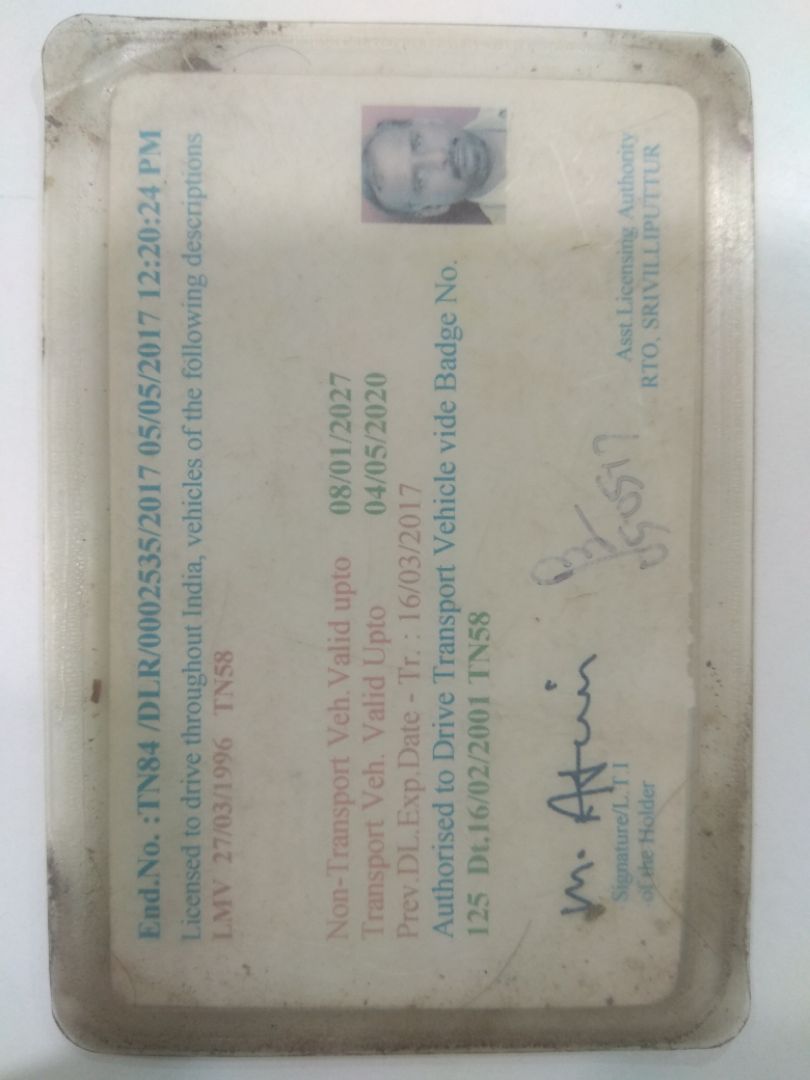 End.No. :TN84 /DLR/0002535/2017 05/05/2017 12:20:24 PM
Licensed to drive throughout India, vehicles of the following descriptions
LMV 27/03/1996 TN58
Non-Transport Veh.Valid upto 08/01/2027
Transport Veh. Valid Upto 04/05/2020
Prev.DL.Exp.Date - Tr. : 16/03/2017
Authorised to Drive Transport Vehicle vide Badge No.
125 Dt.16/02/2001 TN58
M.
Signature/L.T.I
of the Holder
Asst Licensing Authority
RTO, SRIVILLIPUTTUR